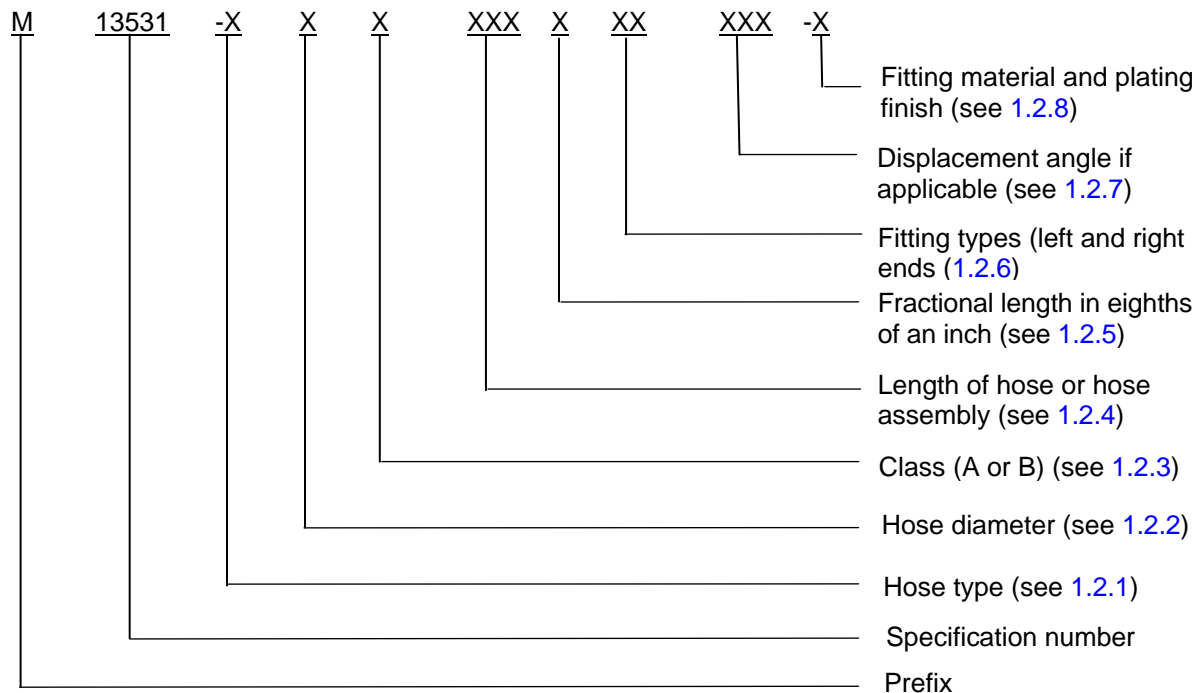 M 13531 -X X X XXX X XX XXX -X
Fitting material and plating
finish (see 1.2.8)
Displacement angle if
applicable (see 1.2.7)
Fitting types (left and right
ends (1.2.6)
Fractional length in eighths
of an inch (see 1.2.5)
Length of hose or hose
assembly (see 1.2.4)
Class (A or B) (see 1.2.3)
Hose diameter (see 1.2.2)
Hose type (see 1.2.1)
Specification number
Prefix